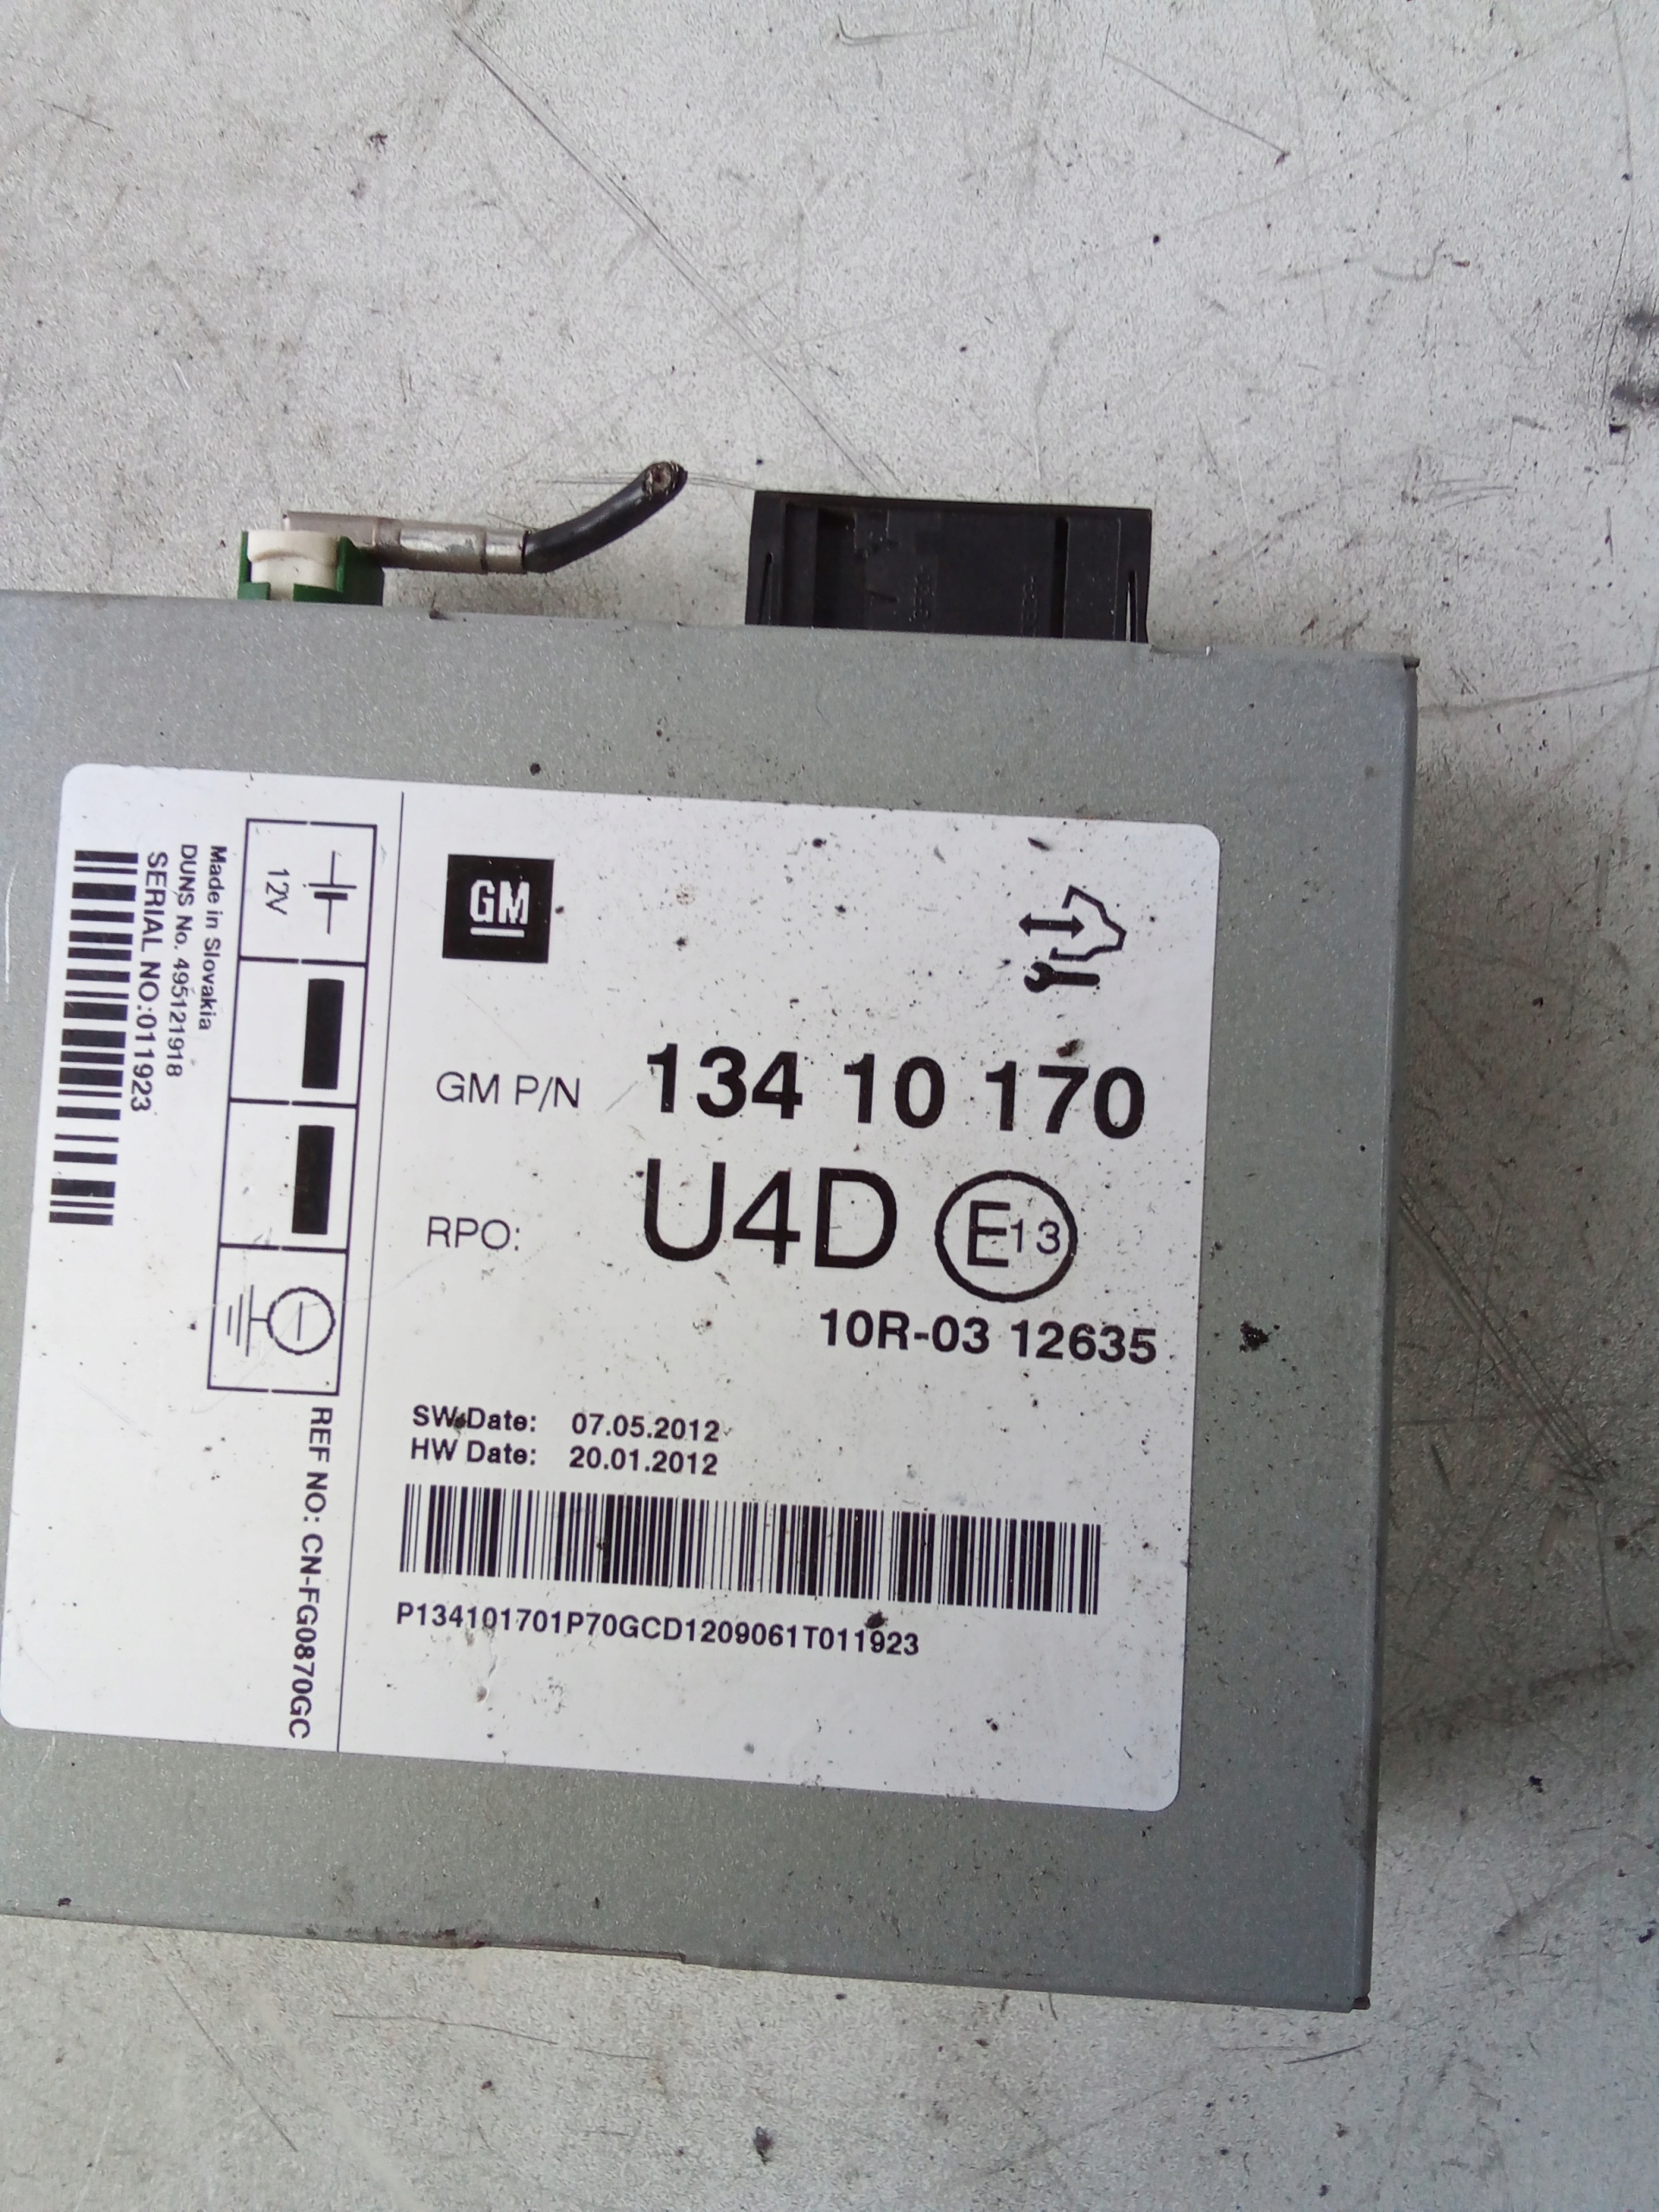 GM
GM P/N 134 10 170
RPO: U4D E13
10R-03 12635
SW Date: 07.05.2012
HW Date: 20.01.2012
P134101701P70GCD1209061T011923
12V
REF NO: CN-FG0870GC
Made in Slovakia
DUNS No. 495121918
SERIAL NO:011923